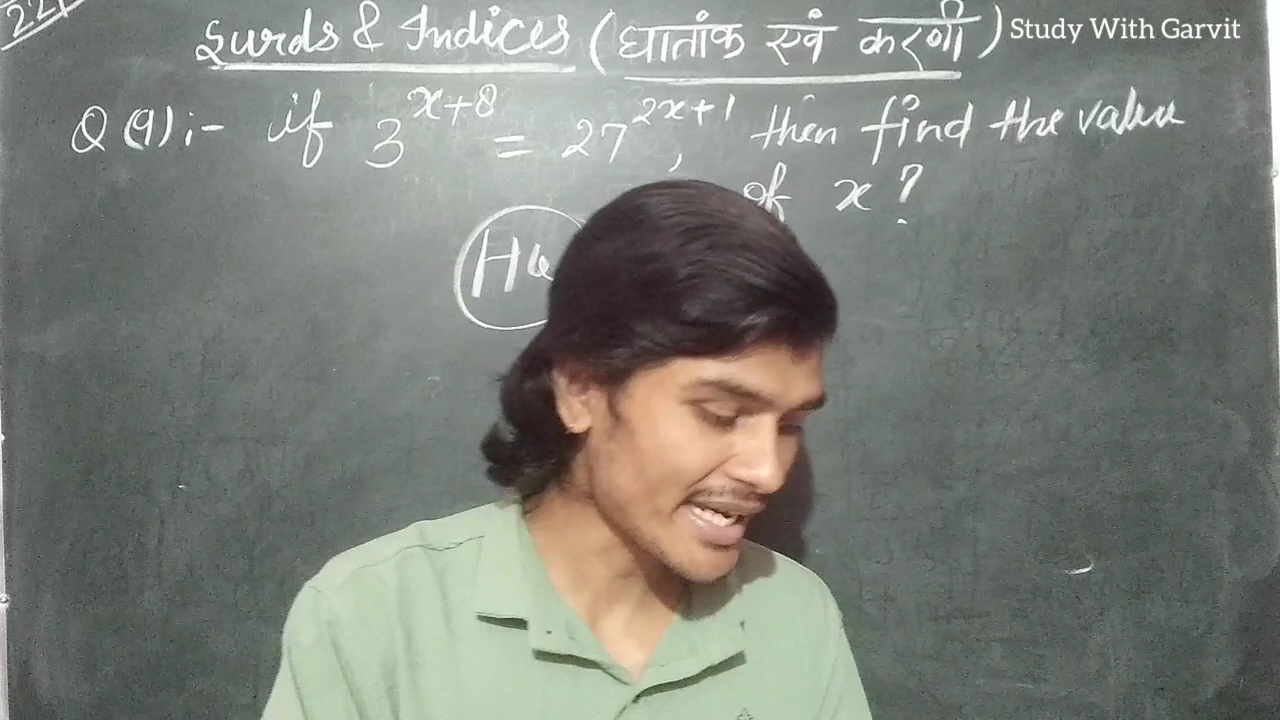 Surds & Indices (घातांक एवं करणी)
Study With Garvit
Q (9) :- if 3^{x+8} = 27^{2x+1}, then find the value
of x?